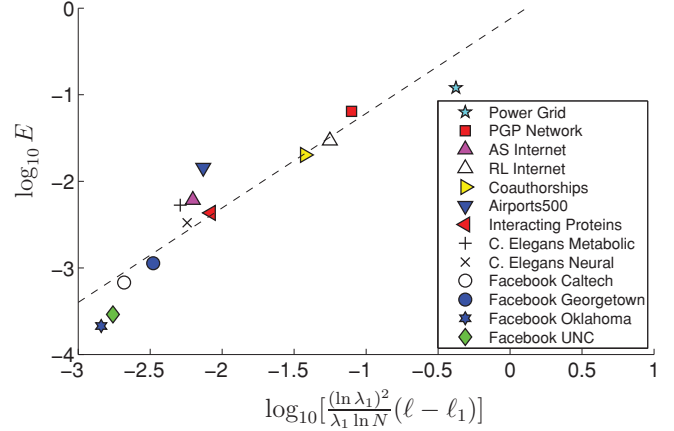 0
−1
−2
−3
−4
log₁₀ E
−3 −2.5 −2 −1.5 −1 −0.5 0 0.5 1
log₁₀[(ln λ₁)²/(λ₁ ln N) (ℓ − ℓ₁)]
Power Grid
PGP Network
AS Internet
RL Internet
Coauthorships
Airports500
Interacting Proteins
C. Elegans Metabolic
C. Elegans Neural
Facebook Caltech
Facebook Georgetown
Facebook Oklahoma
Facebook UNC